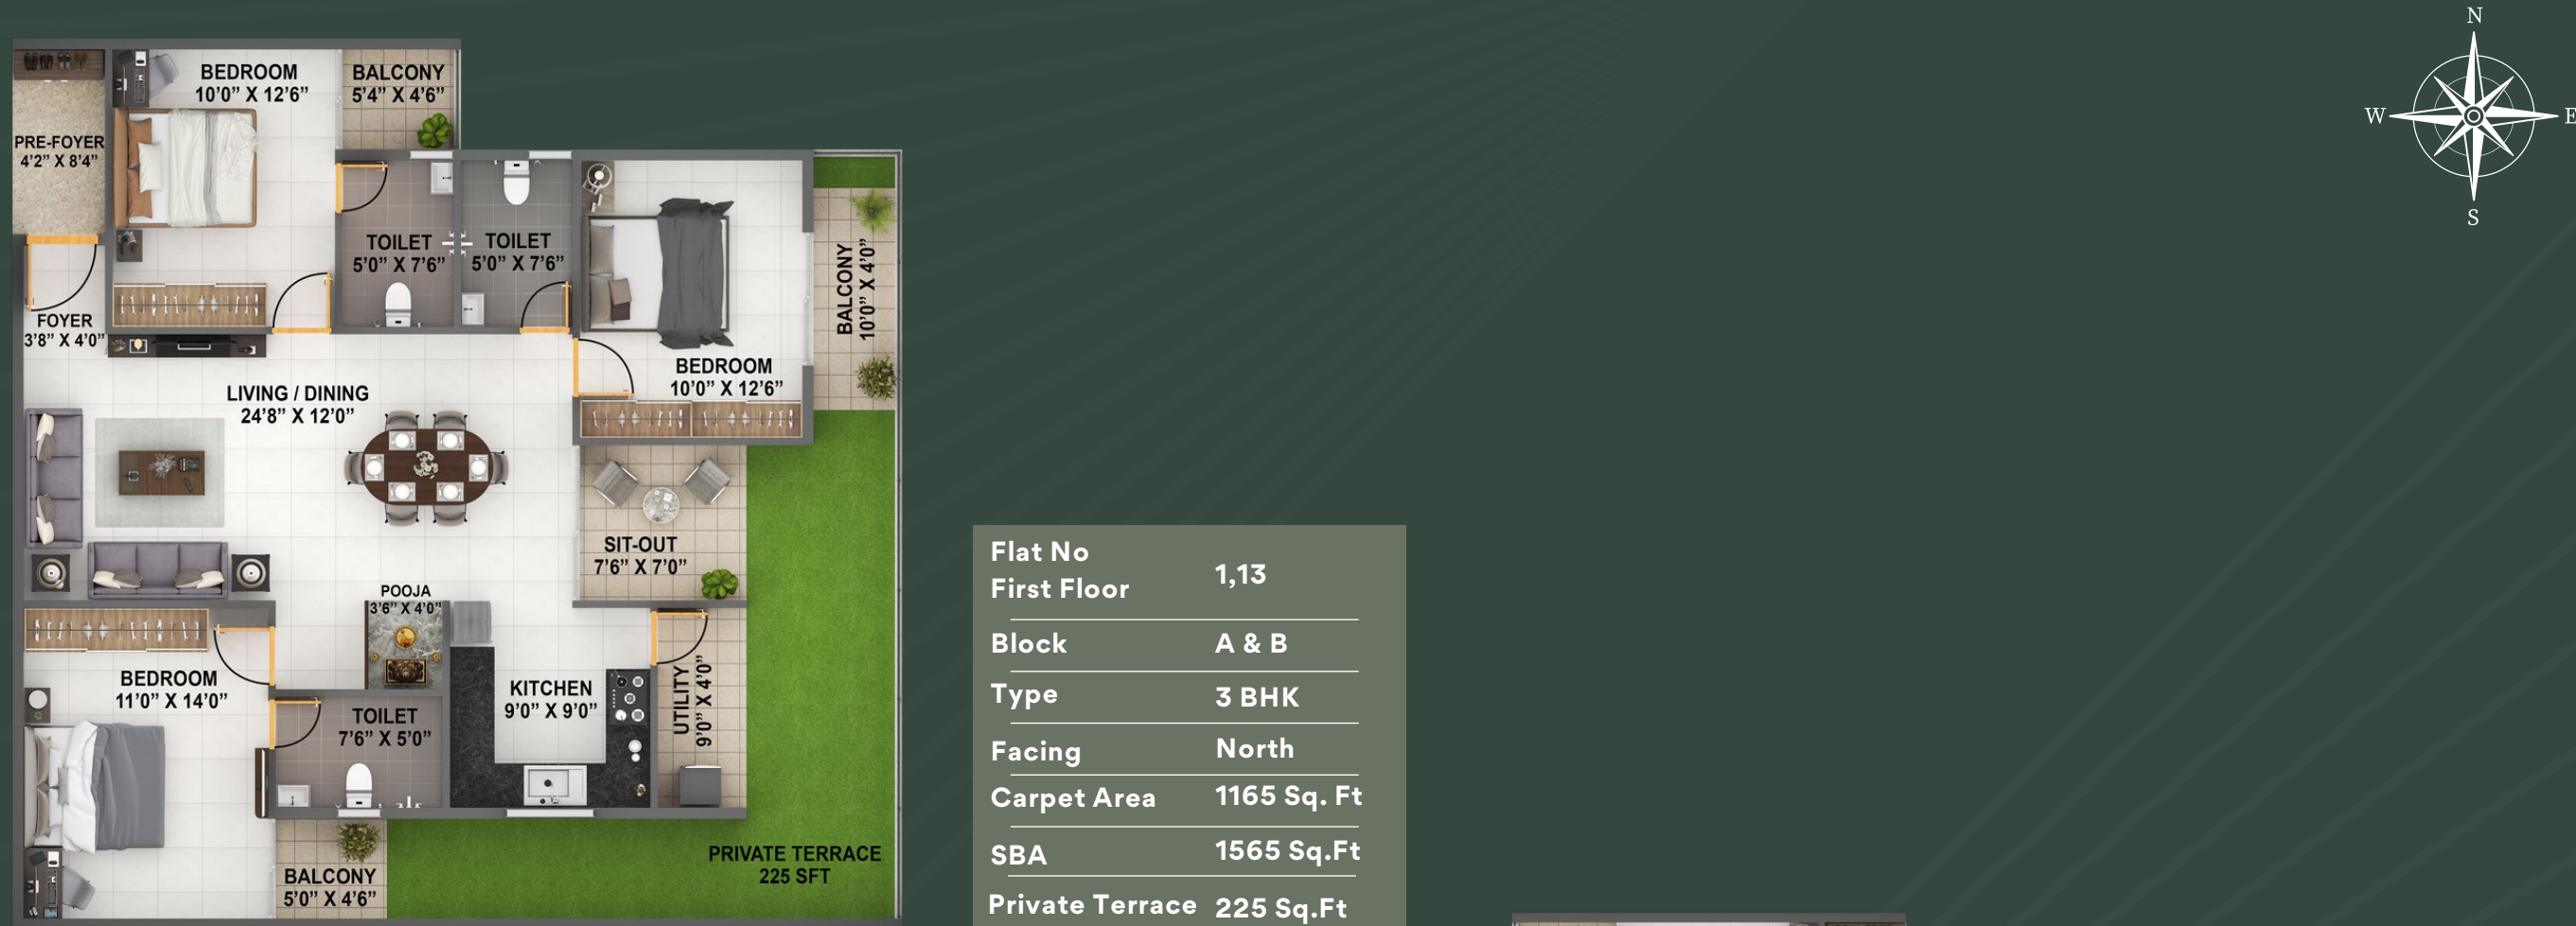 N
W
E
S
BEDROOM
10'0” X 12'6”
BALCONY
5'4” X 4'6”
PRE-FOYER
4'2” X 8'4”
TOILET
5'0” X 7'6”
TOILET
5'0” X 7'6”
BALCONY
10'0” X 4'0”
FOYER
3'8” X 4'0”
BEDROOM
10'0” X 12'6”
LIVING / DINING
24'8” X 12'0”
SIT-OUT
7'6” X 7'0”
POOJA
3'6” X 4'0”
BEDROOM
11'0” X 14'0”
TOILET
7'6” X 5'0”
KITCHEN
9'0” X 9'0”
UTILITY
9'0” X 4'0”
BALCONY
5'0” X 4'6”
PRIVATE TERRACE
225 SFT
Flat No
First Floor 1,13
Block A & B
Type 3 BHK
Facing North
Carpet Area 1165 Sq. Ft
SBA 1565 Sq.Ft
Private Terrace 225 Sq.Ft